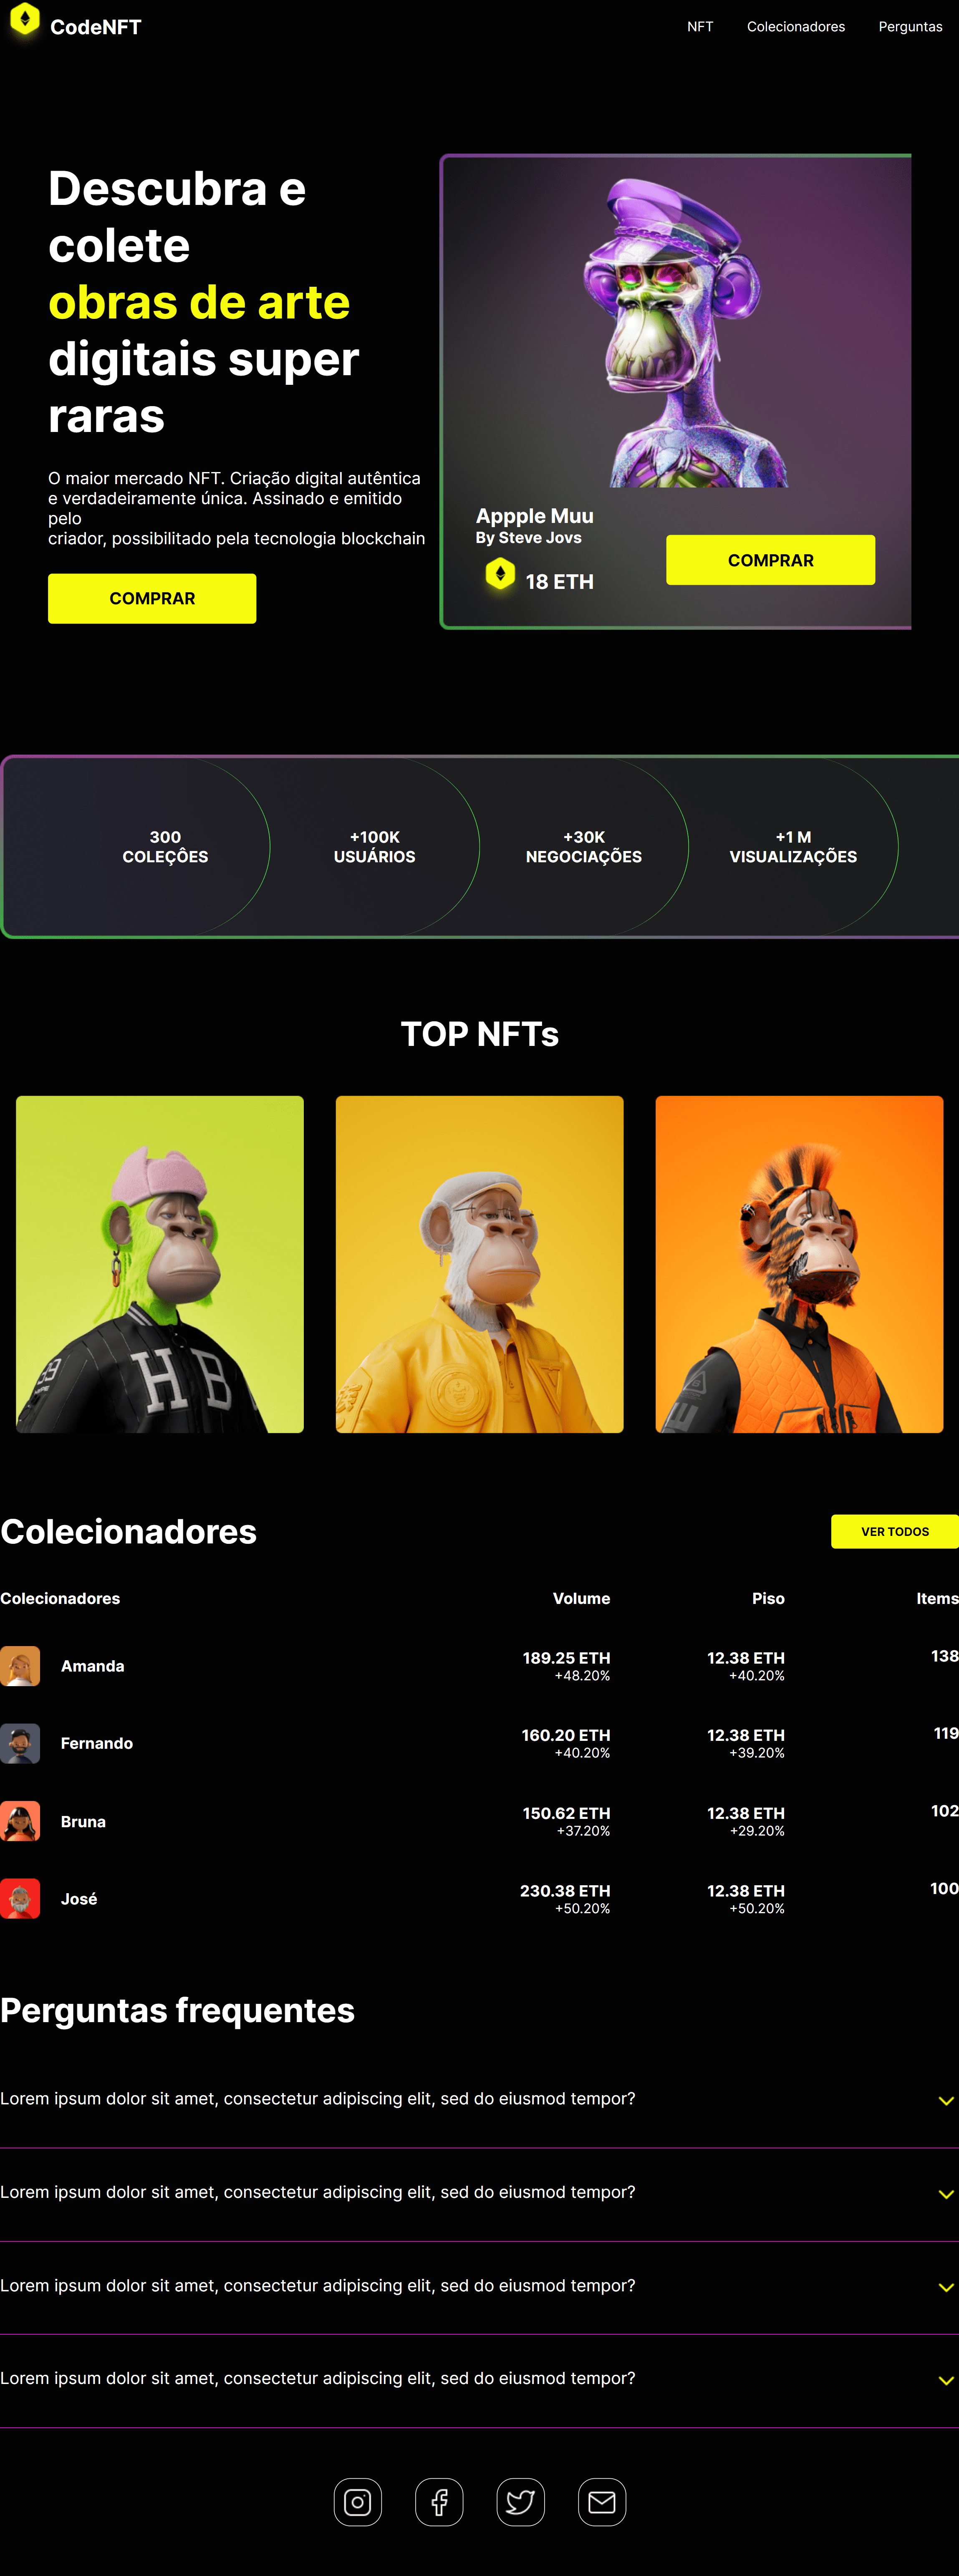 CodeNFT
NFT Colecionadores Perguntas
Descubra e
colete
obras de arte
digitais super
raras
O maior mercado NFT. Criação digital autêntica
e verdadeiramente única. Assinado e emitido
pelo
criador, possibilitado pela tecnologia blockchain
COMPRAR
Appple Muu
By Steve Jovs
18 ETH
COMPRAR
300
COLEÇÕES
+100K
USUÁRIOS
+30K
NEGOCIAÇÕES
+1 M
VISUALIZAÇÕES
TOP NFTs
HB
Colecionadores
VER TODOS
Colecionadores Volume Piso Items
Amanda 189.25 ETH 12.38 ETH 138
+48.20% +40.20%
Fernando 160.20 ETH 12.38 ETH 119
+40.20% +39.20%
Bruna 150.62 ETH 12.38 ETH 102
+37.20% +29.20%
José 230.38 ETH 12.38 ETH 100
+50.20% +50.20%
Perguntas frequentes
Lorem ipsum dolor sit amet, consectetur adipiscing elit, sed do eiusmod tempor?
Lorem ipsum dolor sit amet, consectetur adipiscing elit, sed do eiusmod tempor?
Lorem ipsum dolor sit amet, consectetur adipiscing elit, sed do eiusmod tempor?
Lorem ipsum dolor sit amet, consectetur adipiscing elit, sed do eiusmod tempor?